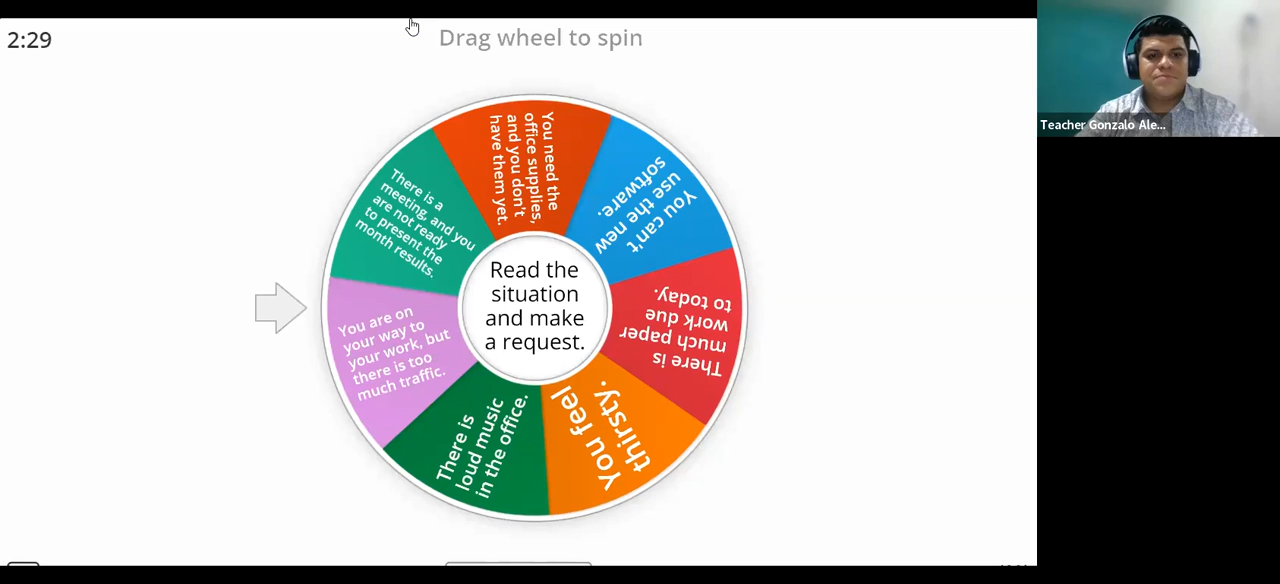 2:29
Drag wheel to spin
Teacher Gonzalo Ale...
You need the
office supplies,
and you don't
have them yet.
You can't
use the new
software.
There is
much paper
work due
to today.
You feel
thirsty.
There is
loud music
in the office.
You are on
your way to
your work, but
there is too
much traffic.
There is a
meeting, and you
are not ready
to present the
month results.
Read the
situation
and make
a request.